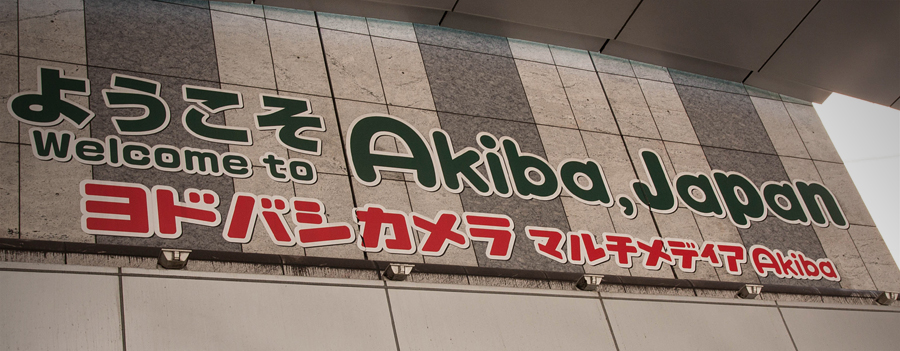 ようこそ Akiba, Japan
Welcome to
ヨドバシカメラ マルチメディア Akiba